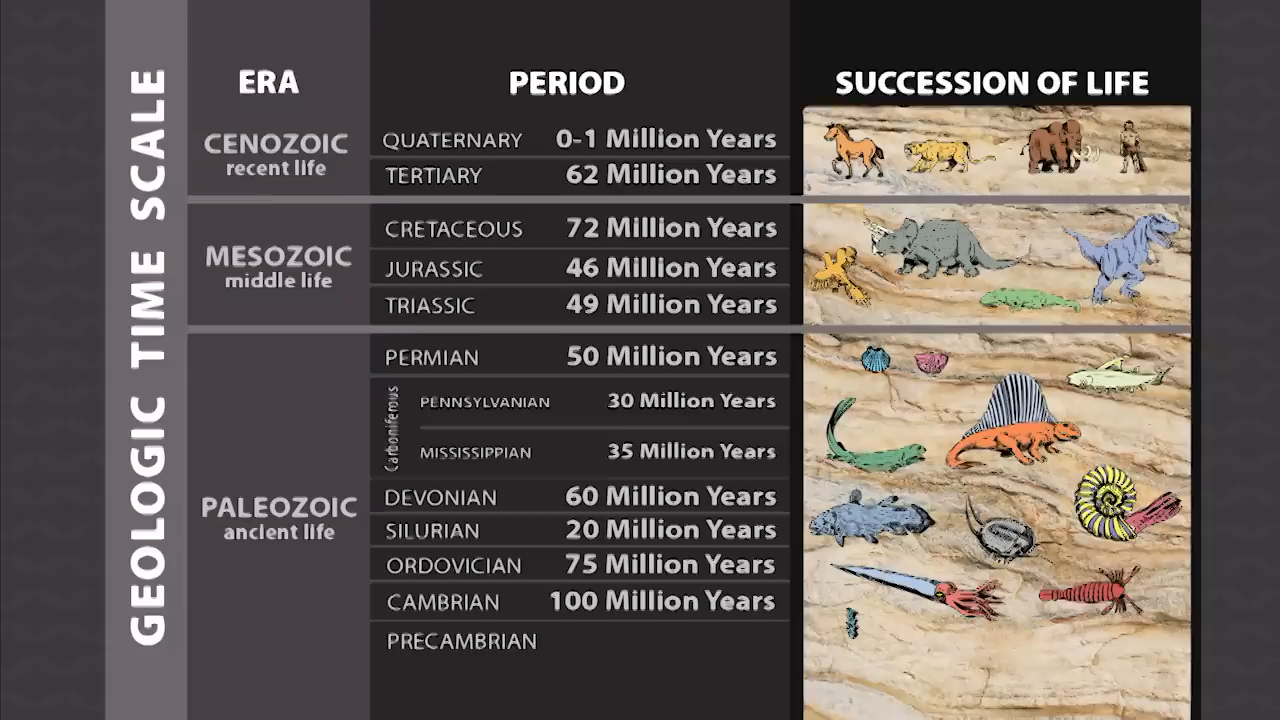 GEOLOGIC TIME SCALE
ERA PERIOD SUCCESSION OF LIFE
CENOZOIC
recent life
QUATERNARY 0-1 Million Years
TERTIARY 62 Million Years
MESOZOIC
middle life
CRETACEOUS 72 Million Years
JURASSIC 46 Million Years
TRIASSIC 49 Million Years
PALEOZOIC
ancient life
PERMIAN 50 Million Years
Carboniferous
PENNSYLVANIAN 30 Million Years
MISSISSIPPIAN 35 Million Years
DEVONIAN 60 Million Years
SILURIAN 20 Million Years
ORDOVICIAN 75 Million Years
CAMBRIAN 100 Million Years
PRECAMBRIAN